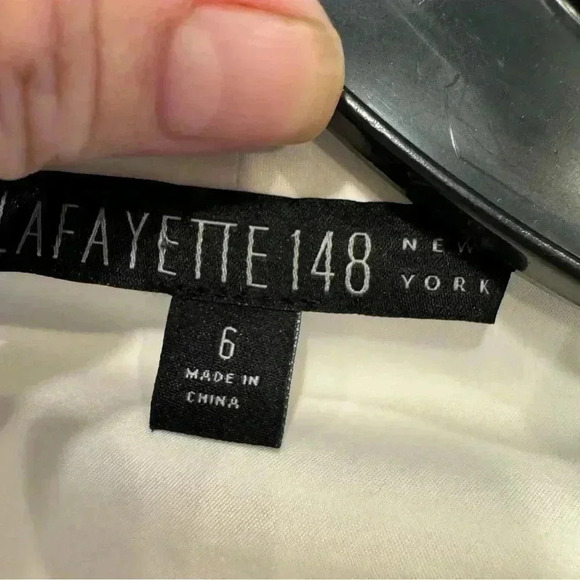 LAFAYETTE 148 NEW YORK
6
MADE IN
CHINA